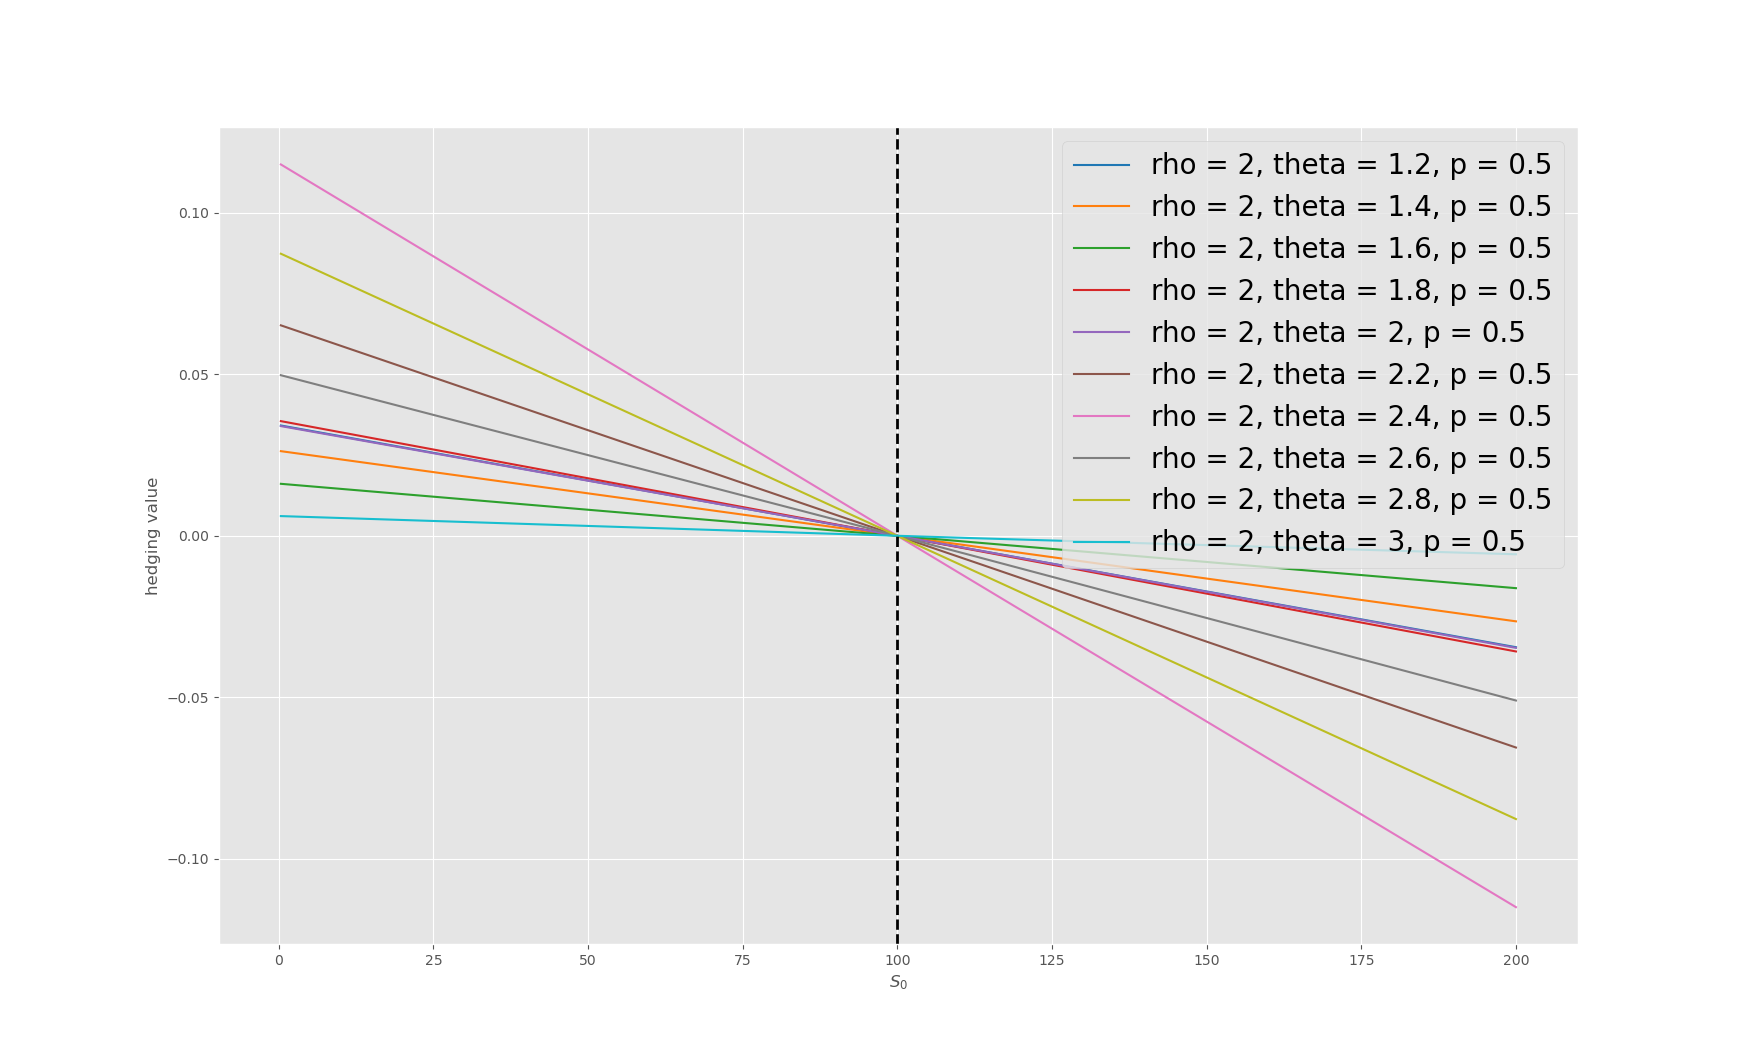 rho = 2, theta = 1.2, p = 0.5
rho = 2, theta = 1.4, p = 0.5
rho = 2, theta = 1.6, p = 0.5
rho = 2, theta = 1.8, p = 0.5
rho = 2, theta = 2, p = 0.5
rho = 2, theta = 2.2, p = 0.5
rho = 2, theta = 2.4, p = 0.5
rho = 2, theta = 2.6, p = 0.5
rho = 2, theta = 2.8, p = 0.5
rho = 2, theta = 3, p = 0.5
0.10
0.05
0.00
−0.05
−0.10
hedging value
0 25 50 75 100 125 150 175 200
S₀